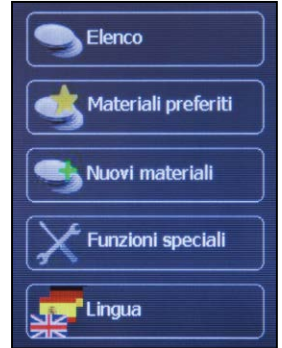 Elenco
Materiali preferiti
Nuovi materiali
Funzioni speciali
Lingua